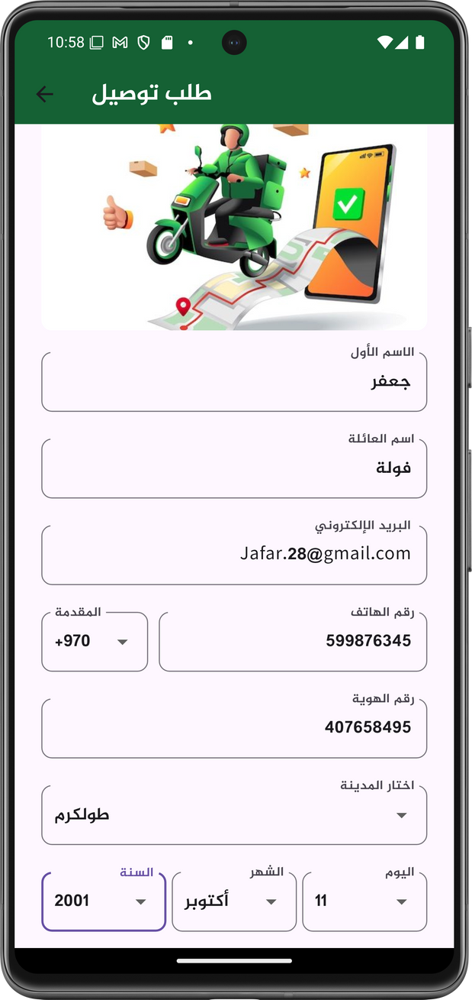 10:58
طلب توصيل
الاسم الأول
جعفر
اسم العائلة
فولة
البريد الإلكتروني
Jafar.28@gmail.com
رقم الهاتف
599876345
المقدمة
+970
رقم الهوية
407658495
اختار المدينة
طولكرم
اليوم
11
الشهر
أكتوبر
السنة
2001